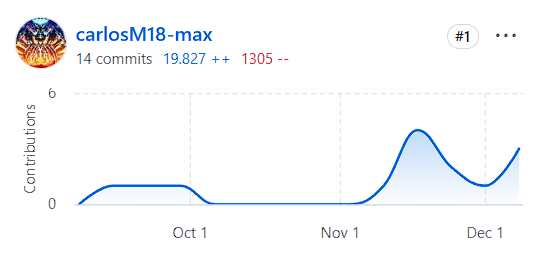 carlosM18-max
#1
14 commits 19.827 ++ 1305 --
6
Contributions
0
Oct 1 Nov 1 Dec 1